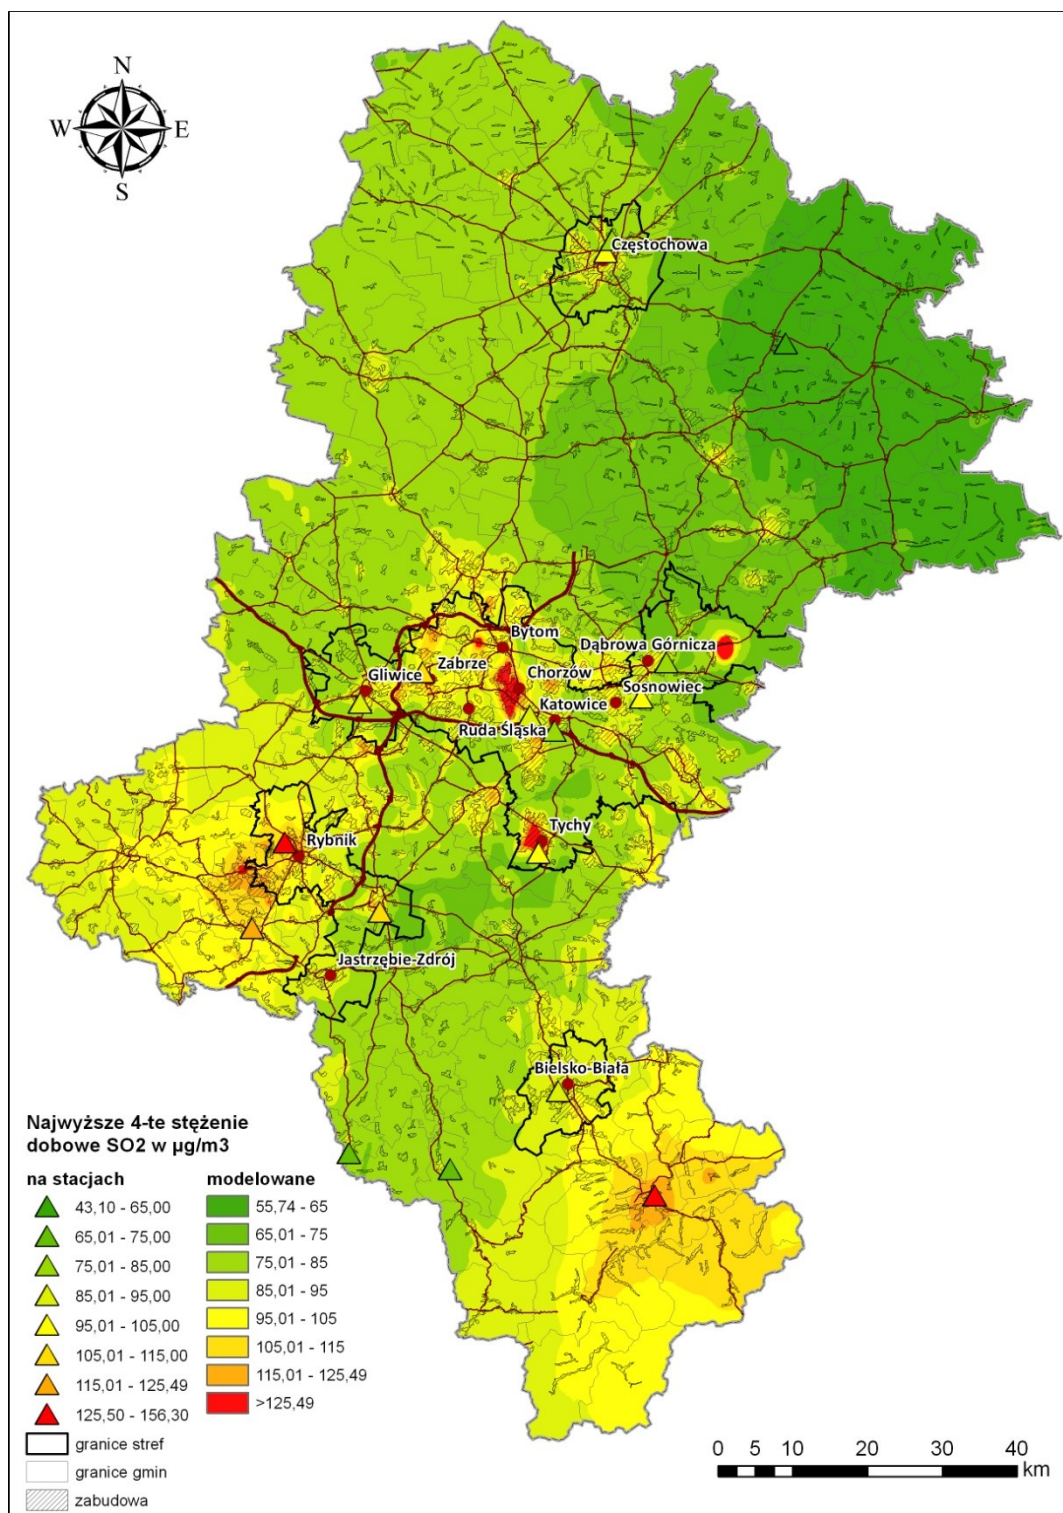 N
W E
S
Częstochowa
Bytom
Dąbrowa Górnicza
Zabrze
Gliwice
Chorzów
Sosnowiec
Katowice
Ruda Śląska
Tychy
Rybnik
Jastrzębie-Zdrój
Bielsko-Biała
Najwyższe 4-te stężenie
dobowe SO2 w µg/m3
na stacjach modelowane
43,10 - 65,00 55,74 - 65
65,01 - 75,00 65,01 - 75
75,01 - 85,00 75,01 - 85
85,01 - 95,00 85,01 - 95
95,01 - 105,00 95,01 - 105
105,01 - 115,00 105,01 - 115
115,01 - 125,49 115,01 - 125,49
125,50 - 156,30 >125,49
granice stref
granice gmin
zabudowa
0 5 10 20 30 40
km